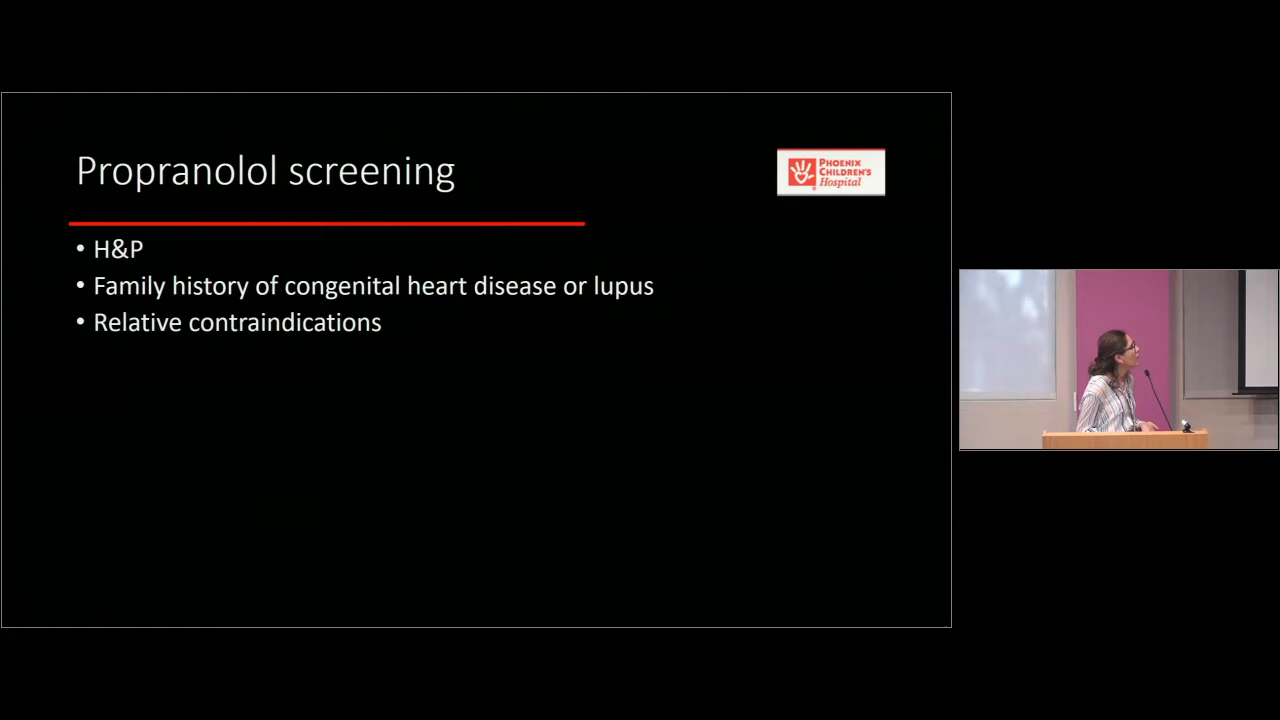 Propranolol screening
PHOENIX
CHILDREN'S
Hospital
• H&P
• Family history of congenital heart disease or lupus
• Relative contraindications